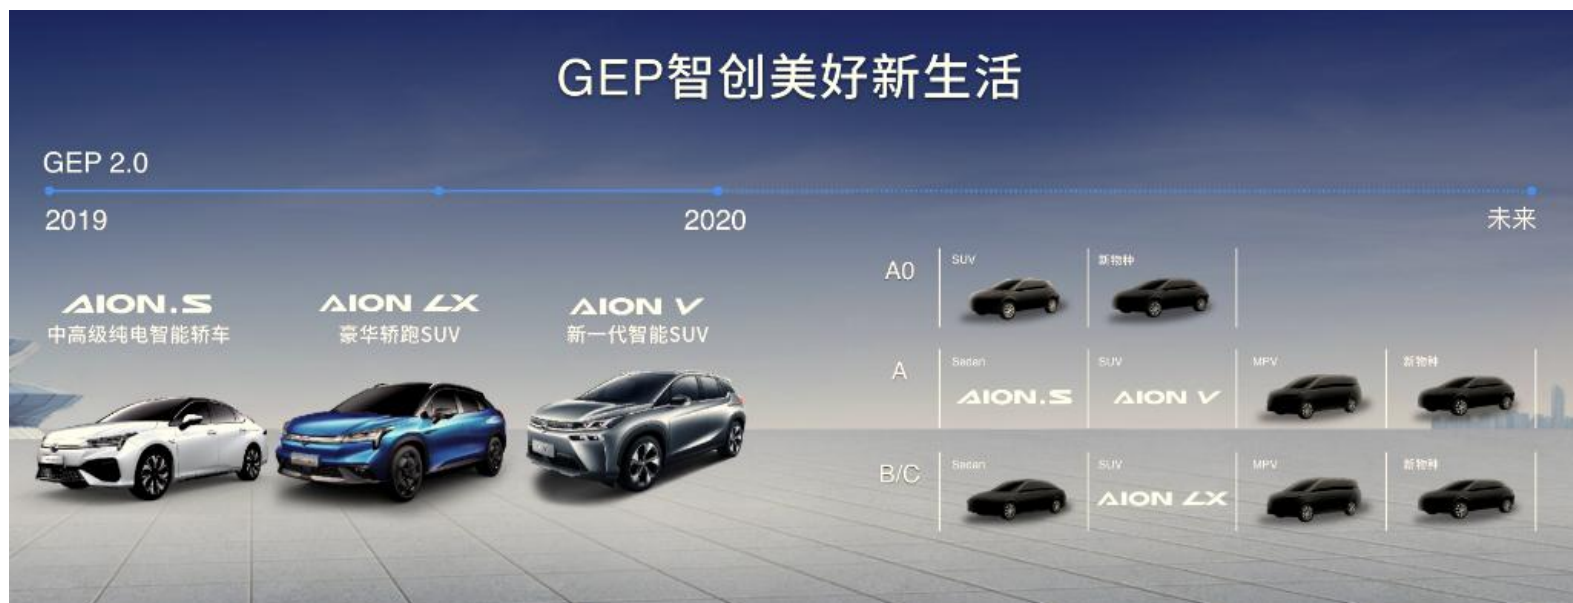 GEP智创美好新生活
GEP 2.0
2019
2020
未来
AION.S
中高级纯电智能轿车
AION LX
豪华轿跑SUV
AION V
新一代智能SUV
A0
SUV
新物种
A
Sedan
AION.S
SUV
AION V
MPV
新物种
B/C
Sedan
SUV
AION LX
MPV
新物种